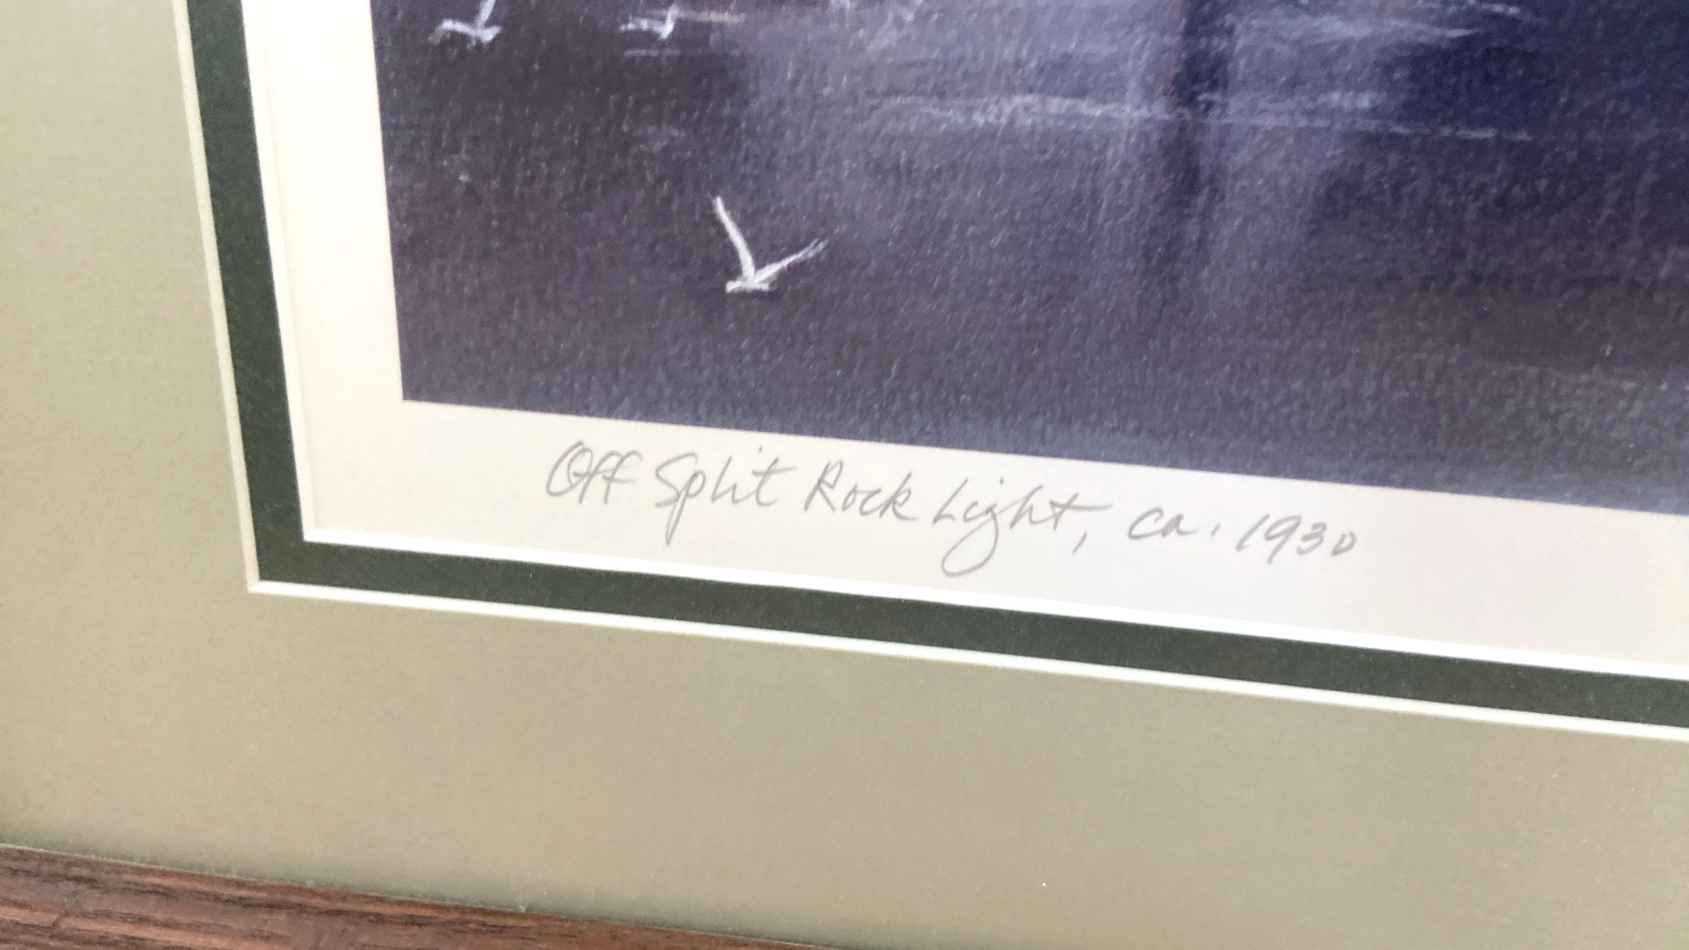 Off Split Rock Light, ca. 1930